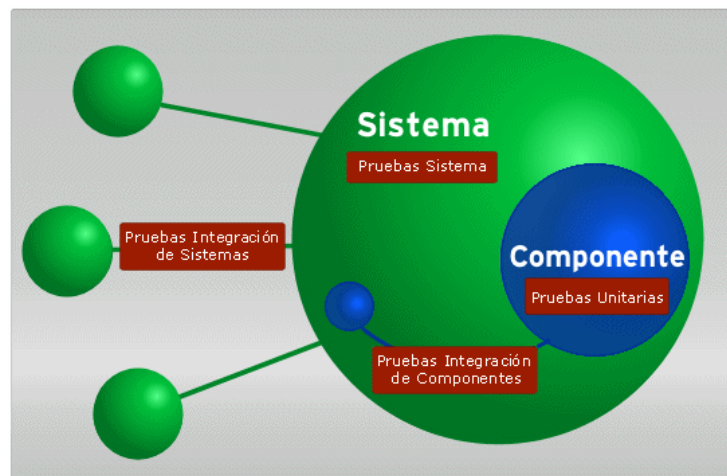 Sistema
Pruebas Sistema
Pruebas Integración
de Sistemas
Componente
Pruebas Unitarias
Pruebas Integración
de Componentes